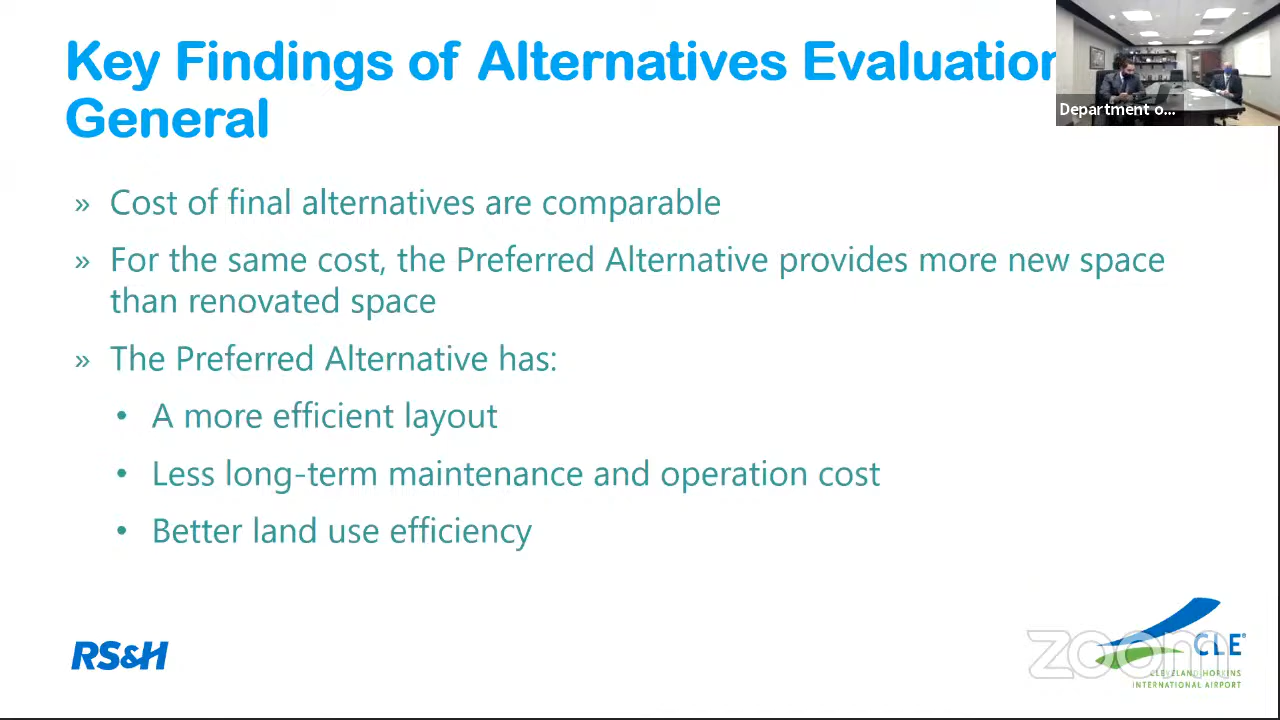 Key Findings of Alternatives Evaluation
General
Department o...
» Cost of final alternatives are comparable
» For the same cost, the Preferred Alternative provides more new space
than renovated space
» The Preferred Alternative has:
• A more efficient layout
• Less long-term maintenance and operation cost
• Better land use efficiency
RS&H
zoom
CLE®
CLEVELAND HOPKINS
INTERNATIONAL AIRPORT